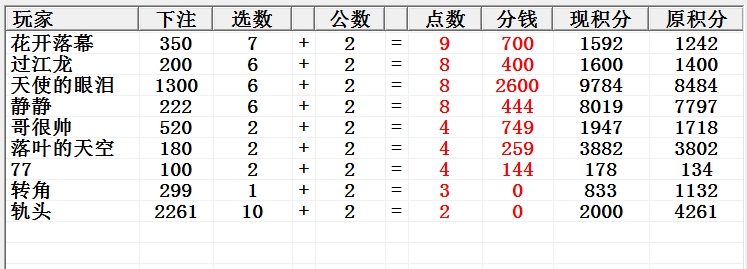 玩家 下注 选数 公数 点数 分钱 现积分 原积分
花开落幕 350 7 + 2 = 9 700 1592 1242
过江龙 200 6 + 2 = 8 400 1600 1400
天使的眼泪 1300 6 + 2 = 8 2600 9784 8484
静静 222 6 + 2 = 8 444 8019 7797
哥很帅 520 2 + 2 = 4 749 1947 1718
落叶的天空 180 2 + 2 = 4 259 3882 3802
77 100 2 + 2 = 4 144 178 134
转角 299 1 + 2 = 3 0 833 1132
轨头 2261 10 + 2 = 2 0 2000 4261